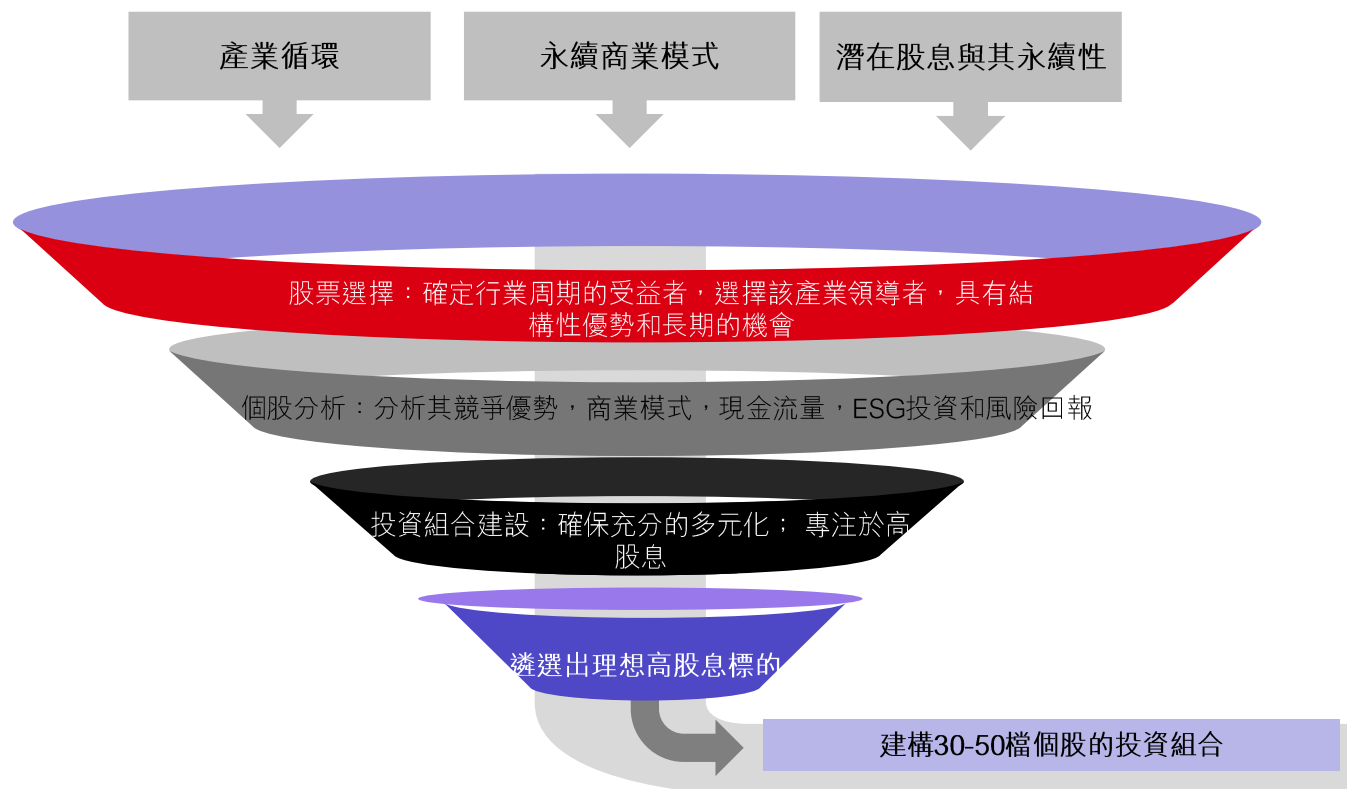 產業循環
永續商業模式
潛在股息與其永續性
股票選擇：確定行業周期的受益者，選擇該產業領導者，具有結
構性優勢和長期的機會
個股分析：分析其競爭優勢，商業模式，現金流量，ESG投資和風險回報
投資組合建設：確保充分的多元化； 專注於高
股息
遴選出理想高股息標的
建構30-50檔個股的投資組合